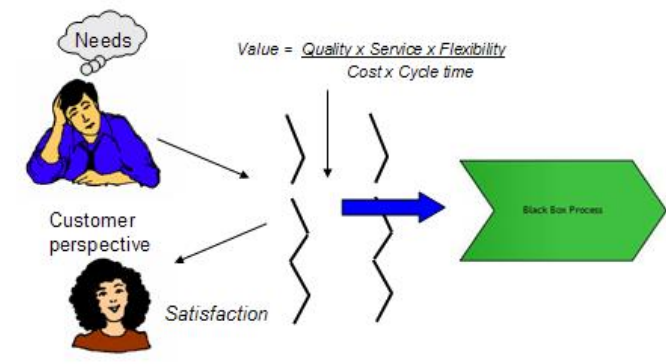 Needs
Value = Quality x Service x Flexibility
Cost x Cycle time
Black Box Process
Customer
perspective
Satisfaction